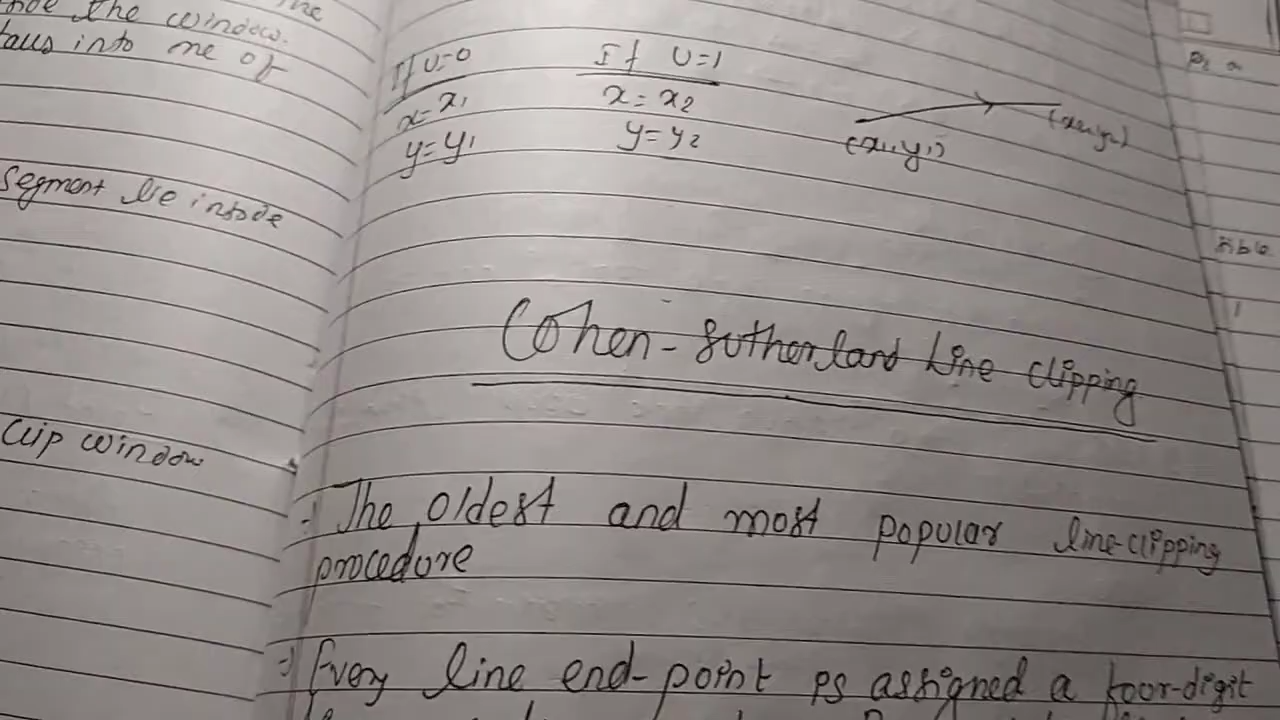 the window.
into one of
segment lie inside
Clip window
If U=0
x=x1
y=y1
If U=1
x=x2
y=y2
(x1,y1)
(x2,y2)
Cohen-Sutherland Line Clipping
The oldest and most popular line-clipping
procedure
Every line end-point is assigned a four-digit